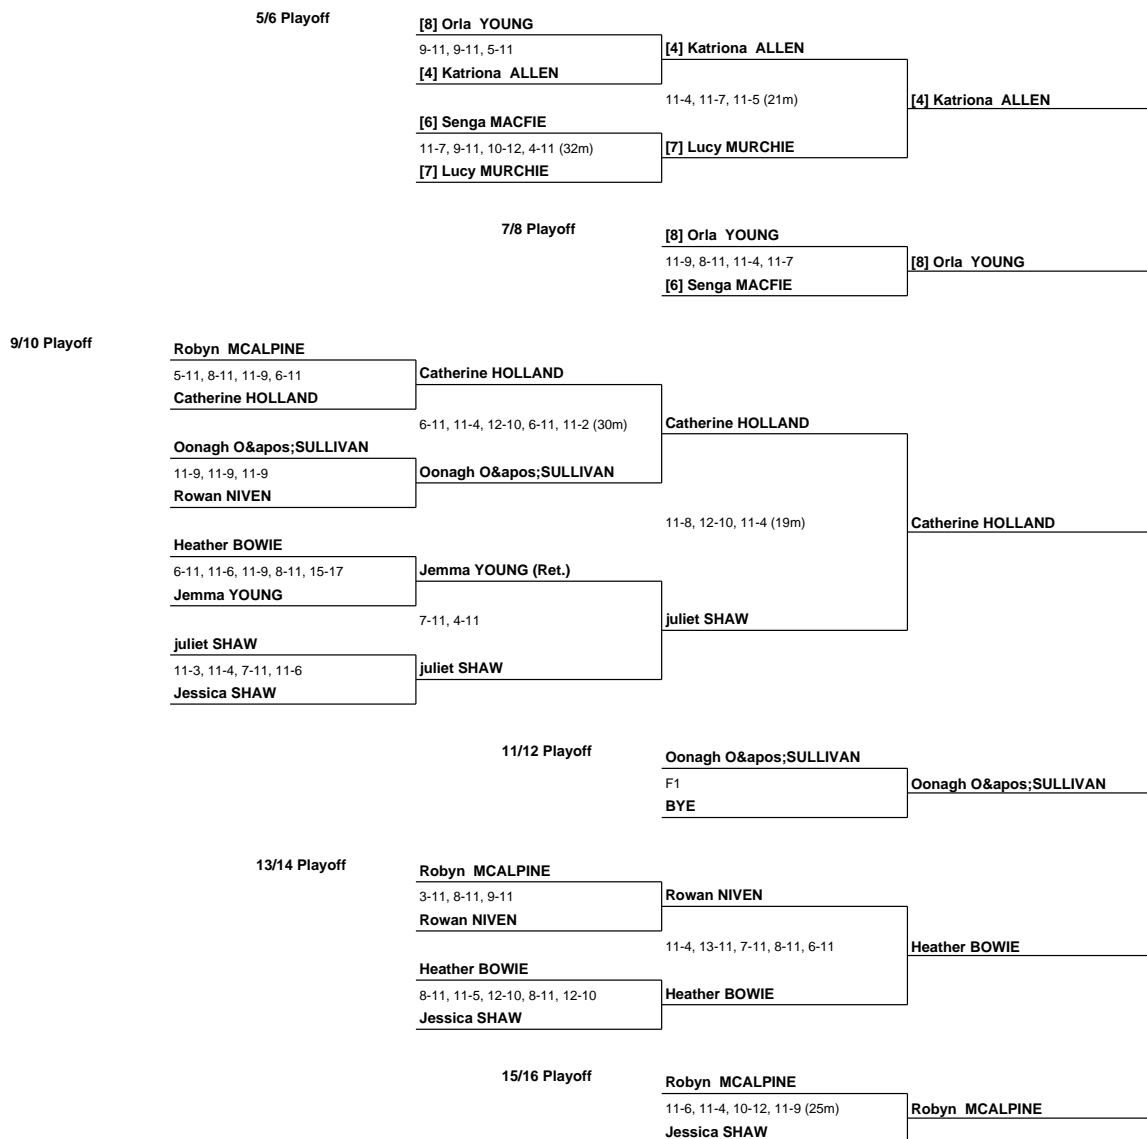 5/6 Playoff
[8] Orla  YOUNG
9-11, 9-11, 5-11
[4] Katriona  ALLEN
[4] Katriona  ALLEN
11-4, 11-7, 11-5 (21m)
[4] Katriona  ALLEN
[6] Senga MACFIE
11-7, 9-11, 10-12, 4-11 (32m)
[7] Lucy MURCHIE
[7] Lucy MURCHIE
7/8 Playoff
[8] Orla  YOUNG
11-9, 8-11, 11-4, 11-7
[8] Orla  YOUNG
[6] Senga MACFIE
9/10 Playoff
Robyn  MCALPINE
5-11, 8-11, 11-9, 6-11
Catherine HOLLAND
Catherine HOLLAND
6-11, 11-4, 12-10, 6-11, 11-2 (30m)
Catherine HOLLAND
Oonagh O&apos;SULLIVAN
11-9, 11-9, 11-9
Oonagh O&apos;SULLIVAN
Rowan NIVEN
11-8, 12-10, 11-4 (19m)
Catherine HOLLAND
Heather BOWIE
6-11, 11-6, 11-9, 8-11, 15-17
Jemma YOUNG (Ret.)
Jemma YOUNG
7-11, 4-11
juliet SHAW
juliet SHAW
11-3, 11-4, 7-11, 11-6
juliet SHAW
Jessica SHAW
11/12 Playoff
Oonagh O&apos;SULLIVAN
F1
Oonagh O&apos;SULLIVAN
BYE
13/14 Playoff
Robyn  MCALPINE
3-11, 8-11, 9-11
Rowan NIVEN
Rowan NIVEN
11-4, 13-11, 7-11, 8-11, 6-11
Heather BOWIE
Heather BOWIE
8-11, 11-5, 12-10, 8-11, 12-10
Heather BOWIE
Jessica SHAW
15/16 Playoff
Robyn  MCALPINE
11-6, 11-4, 10-12, 11-9 (25m)
Robyn  MCALPINE
Jessica SHAW